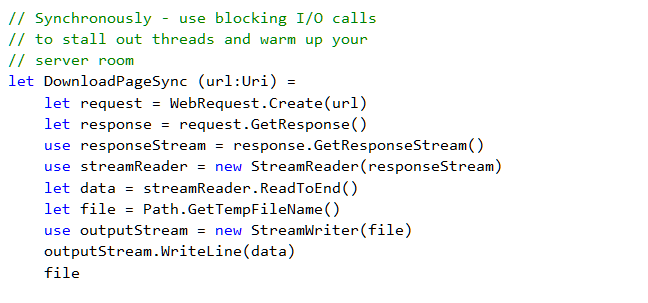 // Synchronously - use blocking I/O calls
// to stall out threads and warm up your
// server room
let DownloadPageSync (url:Uri) =
    let request = WebRequest.Create(url)
    let response = request.GetResponse()
    use responseStream = response.GetResponseStream()
    use streamReader = new StreamReader(responseStream)
    let data = streamReader.ReadToEnd()
    let file = Path.GetTempFileName()
    use outputStream = new StreamWriter(file)
    outputStream.WriteLine(data)
    file